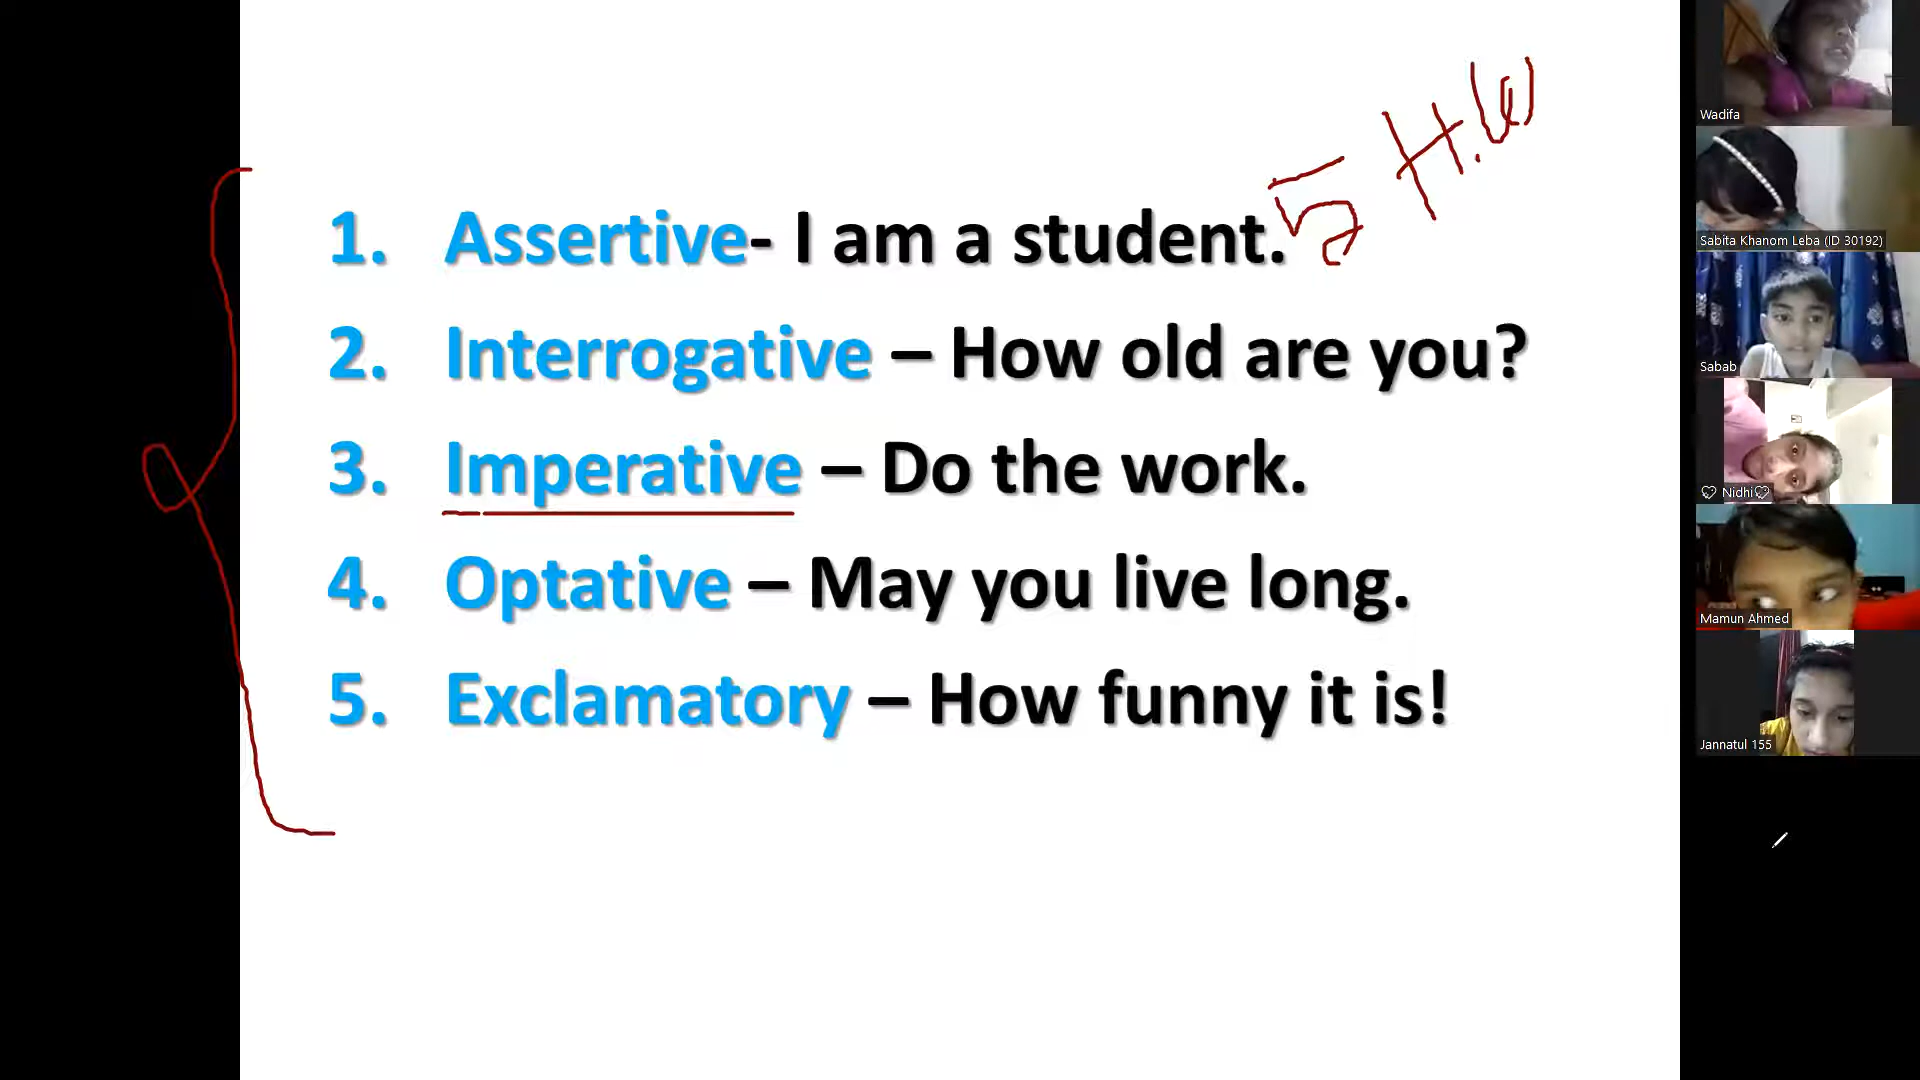 5 H.W
1. Assertive- I am a student.
2. Interrogative – How old are you?
3. Imperative – Do the work.
4. Optative – May you live long.
5. Exclamatory – How funny it is!
Wadifa
Sabita Khanom Leba (ID 30192)
Sabab
♡ Nidhi♡
Mamun Ahmed
Jannatul 155